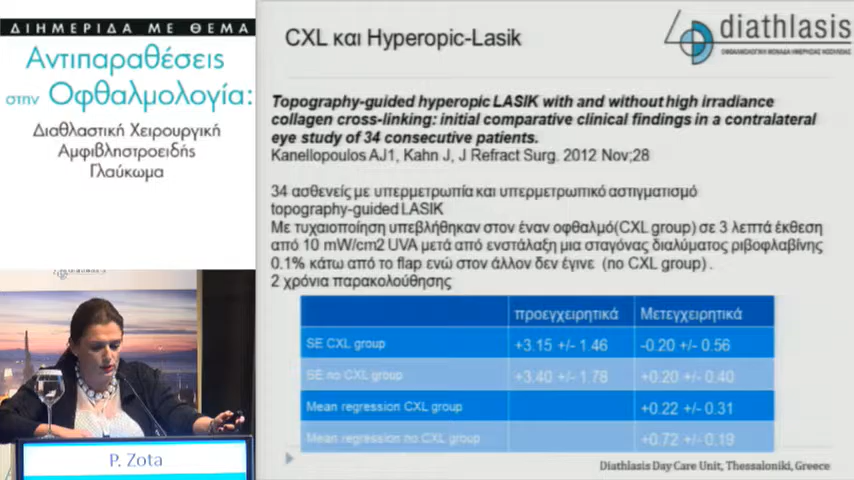 ΔΙΗΜΕΡΙΔΑ ΜΕ ΘΕΜΑ
Αντιπαραθέσεις
στην Οφθαλμολογία:
Διαθλαστική Χειρουργική
Αμφιβληστροειδής
Γλαύκωμα
P. Zota
CXL και Hyperopic-Lasik
diathlasis
ΟΦΘΑΛΜΟΛΟΓΙΚΗ ΜΟΝΑΔΑ ΗΜΕΡΗΣΙΑΣ ΝΟΣΗΛΕΙΑΣ
Topography-guided hyperopic LASIK with and without high irradiance
collagen cross-linking: initial comparative clinical findings in a contralateral
eye study of 34 consecutive patients.
Kanellopoulos AJ1, Kahn J, J Refract Surg. 2012 Nov;28
34 ασθενείς με υπερμετρωπία και υπερμετρωπικό αστιγματισμό
topography-guided LASIK
Με τυχαιοποίηση υπεβλήθηκαν στον έναν οφθαλμό(CXL group) σε 3 λεπτά έκθεση
από 10 mW/cm2 UVA μετά από ενστάλαξη μια σταγόνας διαλύματος ριβοφλαβίνης
0.1% κάτω από το flap ενώ στον άλλον δεν έγινε (no CXL group) .
2 χρόνια παρακολούθησης
προεγχειρητικά Μετεγχειρητικά
SE CXL group +3.15 +/- 1.46 -0.20 +/- 0.56
SE no CXL group +3.40 +/- 1.78 +0.20 +/- 0.40
Mean regression CXL group +0.22 +/- 0.31
Mean regression no CXL group +0.72 +/- 0.19
Diathlasis Day Care Unit, Thessaloniki, Greece